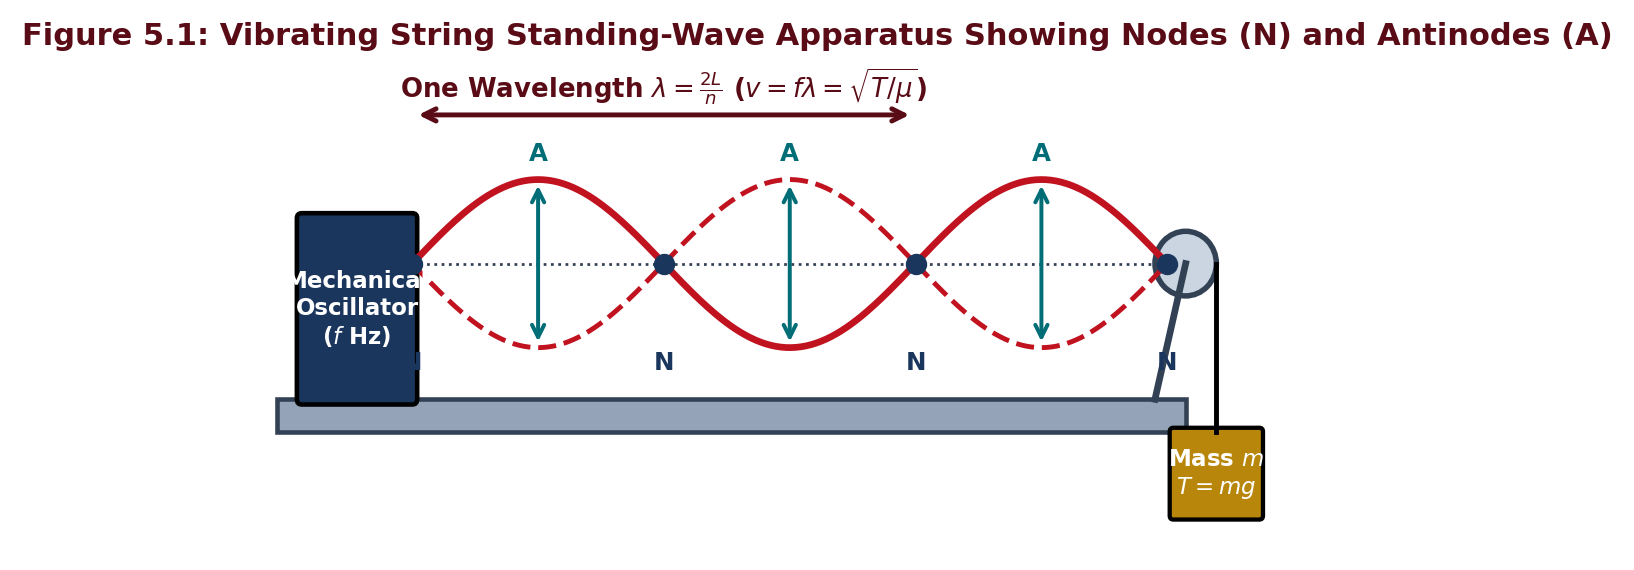 Figure 5.1: Vibrating String Standing-Wave Apparatus Showing Nodes (N) and Antinodes (A)
One Wavelength λ = 2L/n (v = fλ = √T/μ)
A A A
Mechanical
Oscillator
(f Hz)
N N N N
Mass m
T = mg